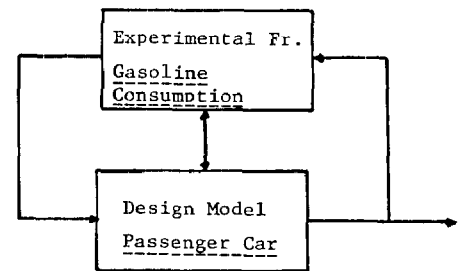 Experimental Fr.
Gasoline
Consumption
Design Model
Passenger Car